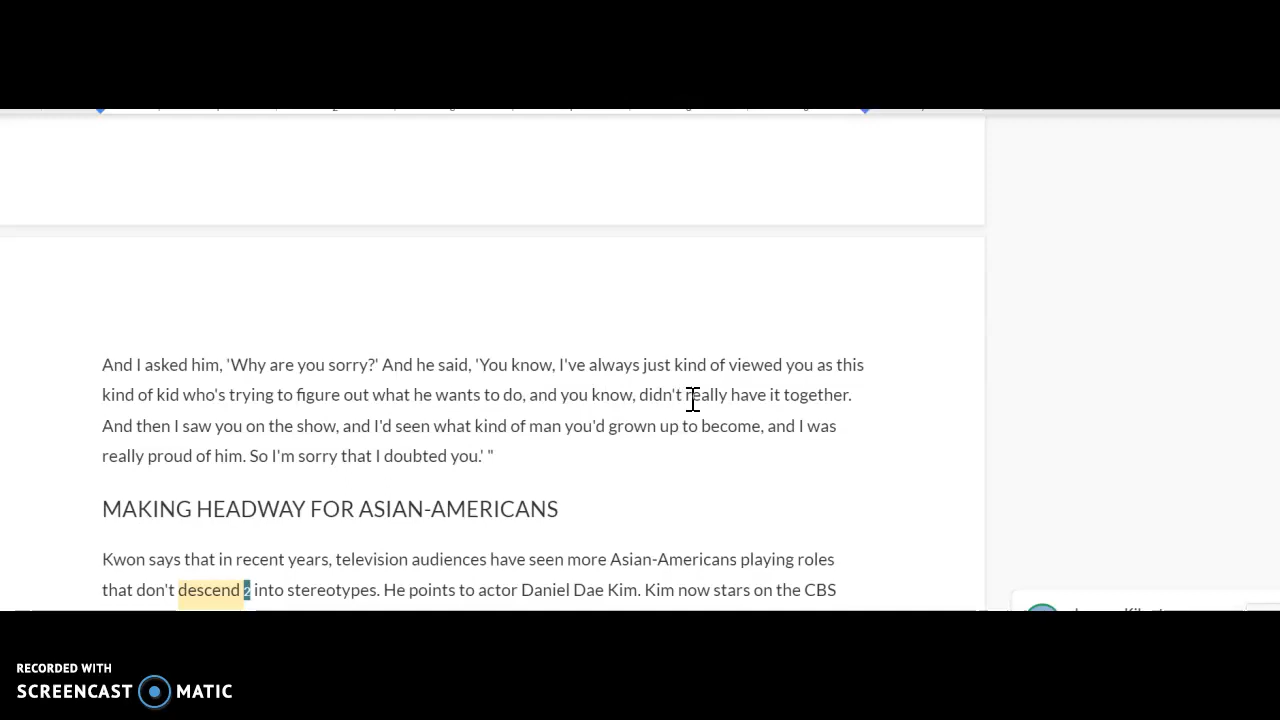 And I asked him, 'Why are you sorry?' And he said, 'You know, I've always just kind of viewed you as this
kind of kid who's trying to figure out what he wants to do, and you know, didn't really have it together.
And then I saw you on the show, and I'd seen what kind of man you'd grown up to become, and I was
really proud of him. So I'm sorry that I doubted you.' "
MAKING HEADWAY FOR ASIAN-AMERICANS
Kwon says that in recent years, television audiences have seen more Asian-Americans playing roles
that don't descend 2 into stereotypes. He points to actor Daniel Dae Kim. Kim now stars on the CBS
RECORDED WITH
SCREENCAST MATIC